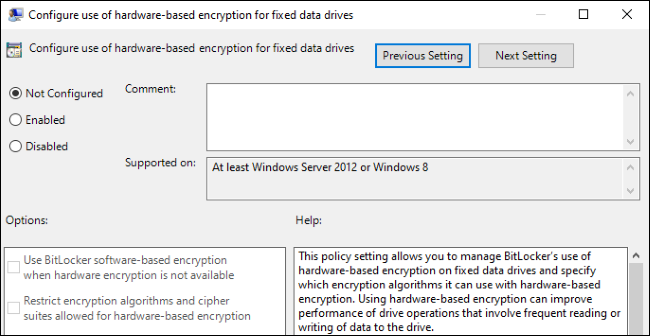 Configure use of hardware-based encryption for fixed data drives
Configure use of hardware-based encryption for fixed data drives
Previous Setting
Next Setting
Not Configured
Enabled
Disabled
Comment:
Supported on:
At least Windows Server 2012 or Windows 8
Options:
Help:
Use BitLocker software-based encryption
when hardware encryption is not available
Restrict encryption algorithms and cipher
suites allowed for hardware-based encryption
This policy setting allows you to manage BitLocker's use of
hardware-based encryption on fixed data drives and specify
which encryption algorithms it can use with hardware-based
encryption. Using hardware-based encryption can improve
performance of drive operations that involve frequent reading or
writing of data to the drive.